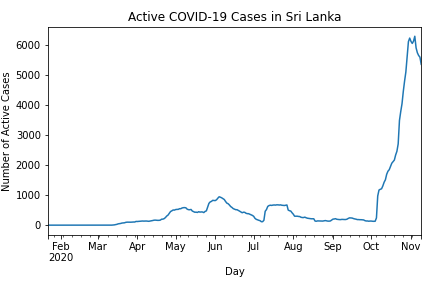 Active COVID-19 Cases in Sri Lanka
Number of Active Cases
6000
5000
4000
3000
2000
1000
0
Feb Mar Apr May Jun Jul Aug Sep Oct Nov
2020
Day